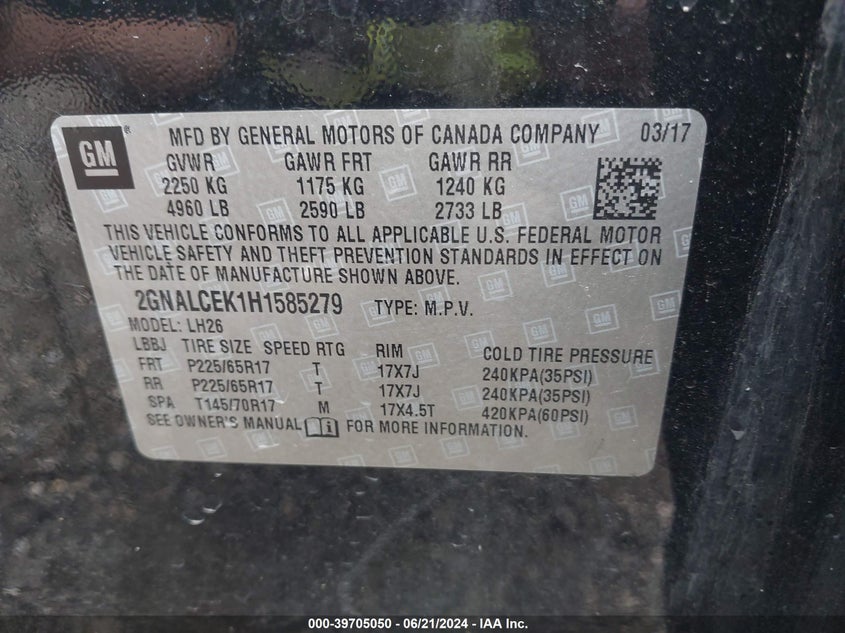 GM
®
MFD BY GENERAL MOTORS OF CANADA COMPANY 03/17
GVWR GAWR FRT GAWR RR
2250 KG 1175 KG 1240 KG
4960 LB 2590 LB 2733 LB
THIS VEHICLE CONFORMS TO ALL APPLICABLE U.S. FEDERAL MOTOR
VEHICLE SAFETY AND THEFT PREVENTION STANDARDS IN EFFECT ON
THE DATE OF MANUFACTURE SHOWN ABOVE.
2GNALCEK1H1585279 TYPE: M.P.V.
MODEL: LH26
LBBJ TIRE SIZE SPEED RTG RIM COLD TIRE PRESSURE
FRT P225/65R17 T 17X7J 240KPA(35PSI)
RR P225/65R17 T 17X7J 240KPA(35PSI)
SPA T145/70R17 M 17X4.5T 420KPA(60PSI)
SEE OWNER'S MANUAL i FOR MORE INFORMATION.
000-39705050 - 06/21/2024 - IAA Inc.